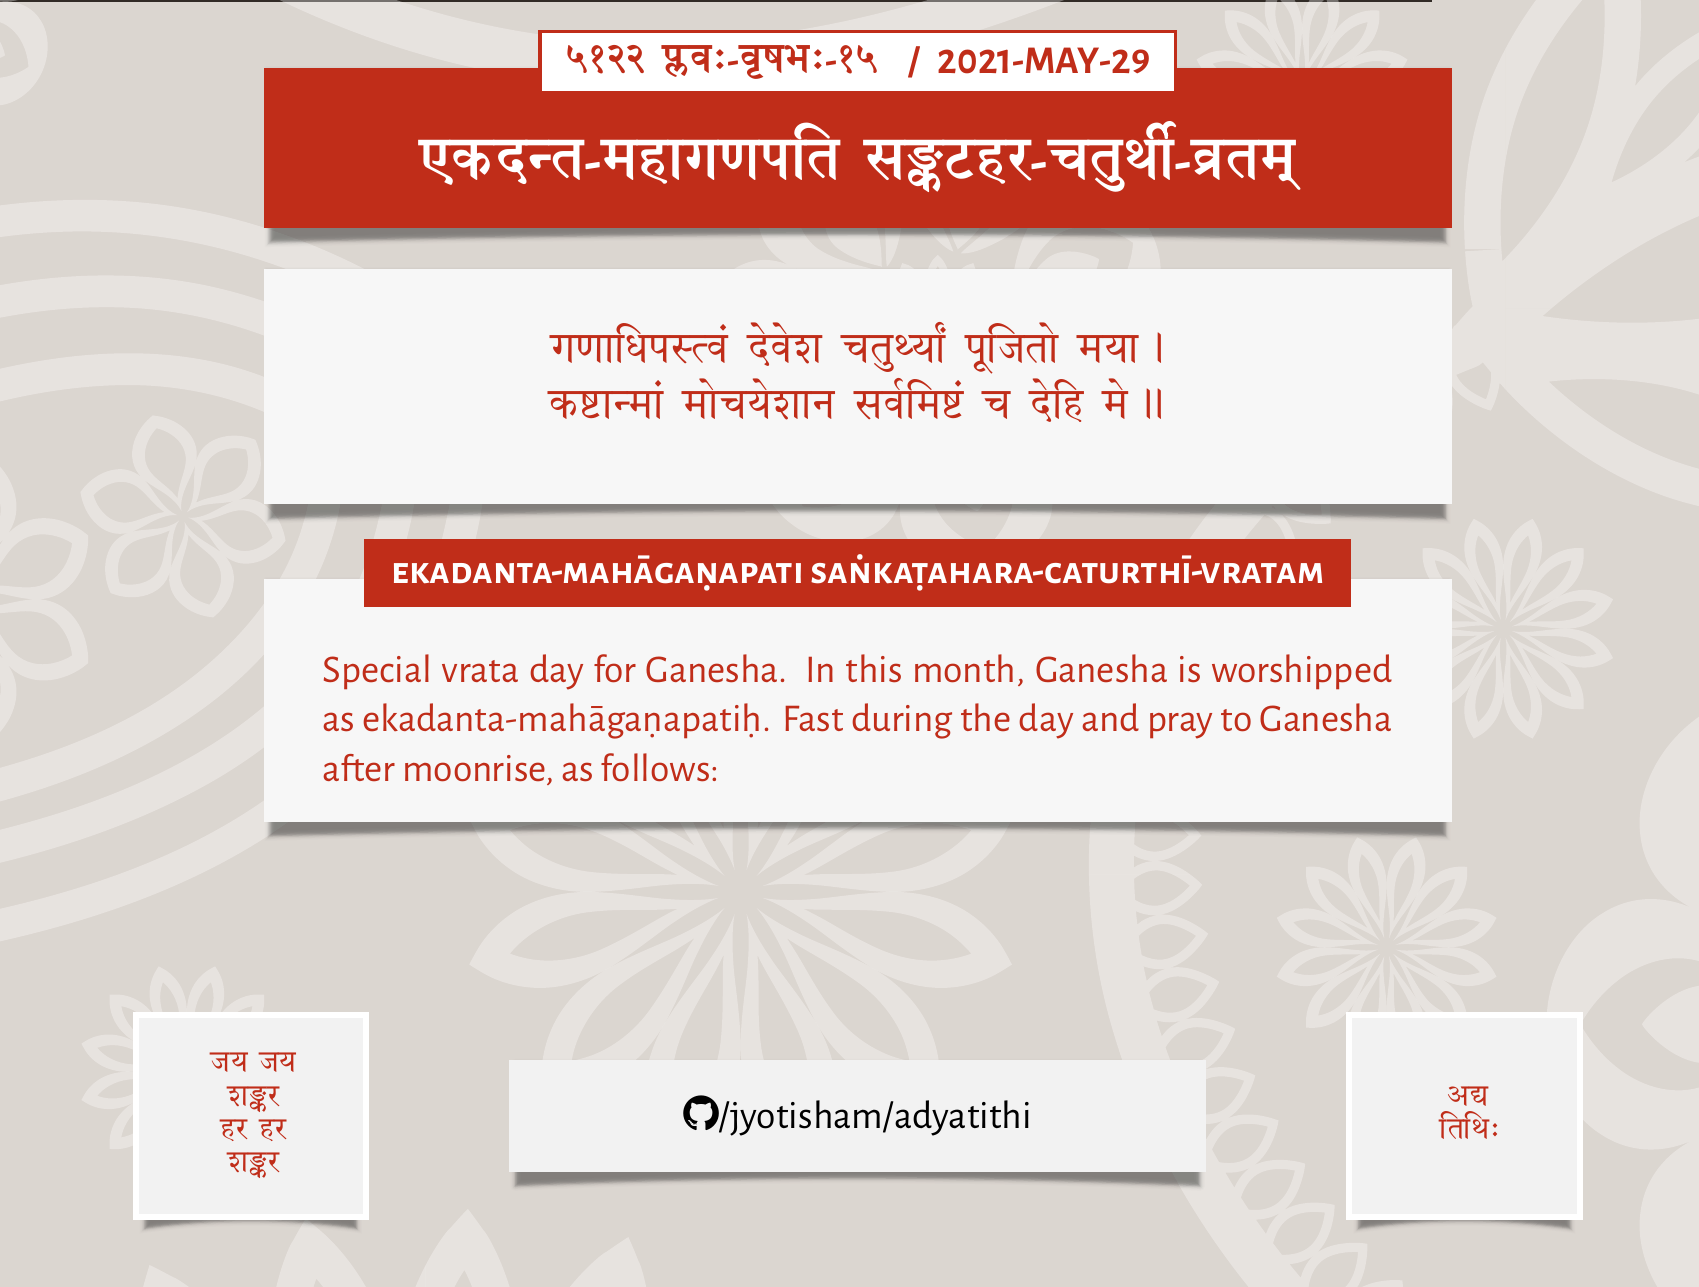 ५१२२ प्लवः-वृषभः-१५ / 2021-MAY-29
एकदन्त-महागणपति सङ्कटहर-चतुर्थी-व्रतम्
गणाधिपस्त्वं देवेश चतुर्थ्यां पूजितो मया ।
कष्टान्मां मोचयेशान सर्वमिष्टं च देहि मे ॥
EKADANTA-MAHĀGAṆAPATI SAṄKAṬAHARA-CATURTHĪ-VRATAM
Special vrata day for Ganesha. In this month, Ganesha is worshipped
as ekadanta-mahāgaṇapatiḥ. Fast during the day and pray to Ganesha
after moonrise, as follows:
जय जय
शङ्कर
हर हर
शङ्कर
/jyotisham/adyatithi
अद्य
तिथिः